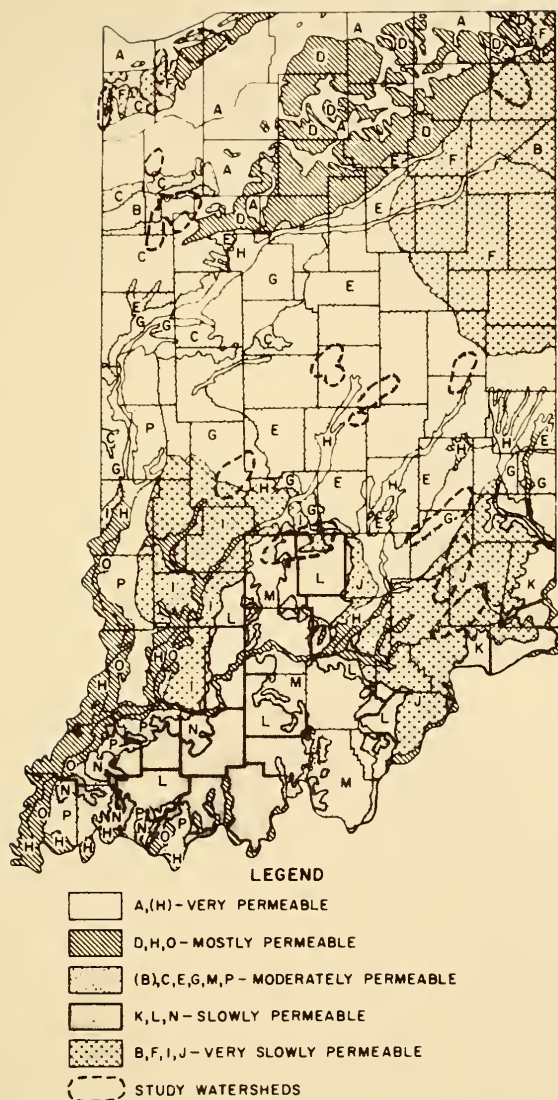 A A D A D A D F
F C A D
A D A D B
A C D E F
C B D A E F
C E H G E
E G G C C
P G E H
C G H E H E G E
H G E G
I H I G E G
O P I L M L J H J K
O H O I M K
H L L J
P N L M
O N P L
N P N P P O
O H H N H H
LEGEND
A,(H)-VERY PERMEABLE
D,H,O-MOSTLY PERMEABLE
(B),C,E,G,M,P-MODERATELY PERMEABLE
K,L,N-SLOWLY PERMEABLE
B,F,I,J-VERY SLOWLY PERMEABLE
STUDY WATERSHEDS